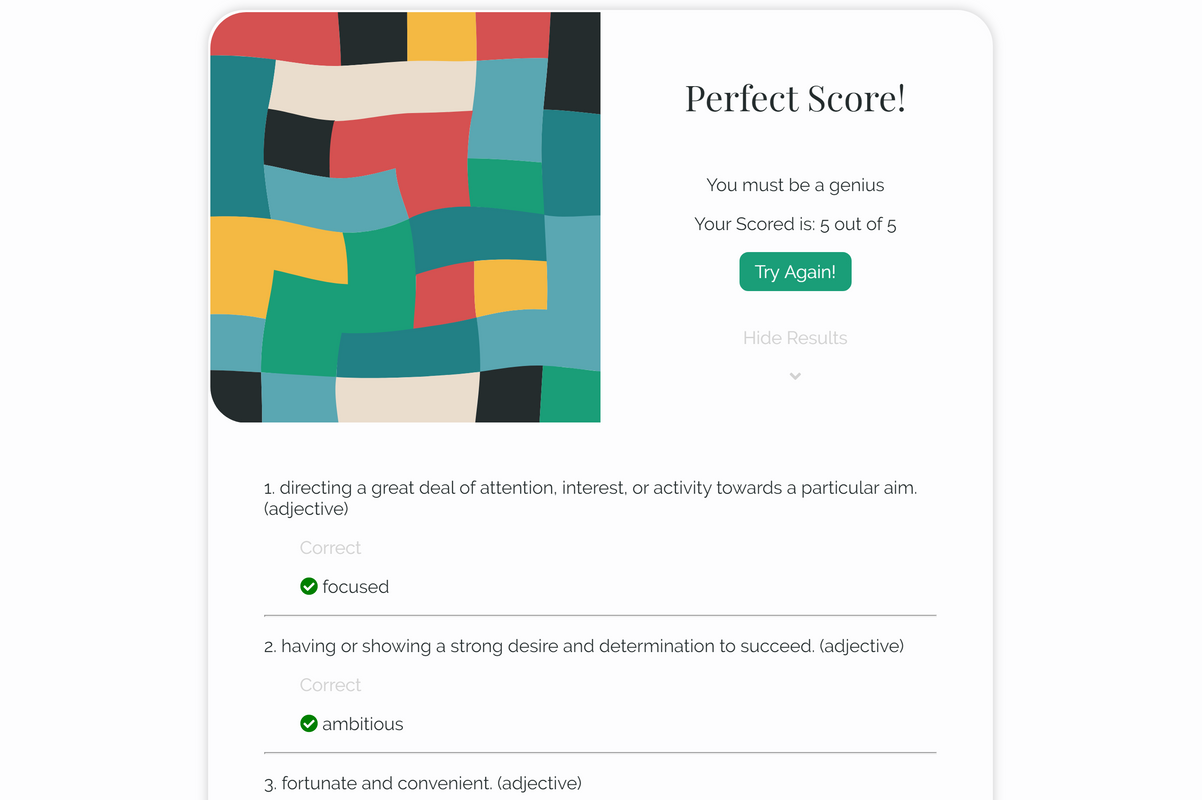 Perfect Score!
You must be a genius
Your Scored is: 5 out of 5
Try Again!
Hide Results
1. directing a great deal of attention, interest, or activity towards a particular aim.
(adjective)
Correct
focused
2. having or showing a strong desire and determination to succeed. (adjective)
Correct
ambitious
3. fortunate and convenient. (adjective)